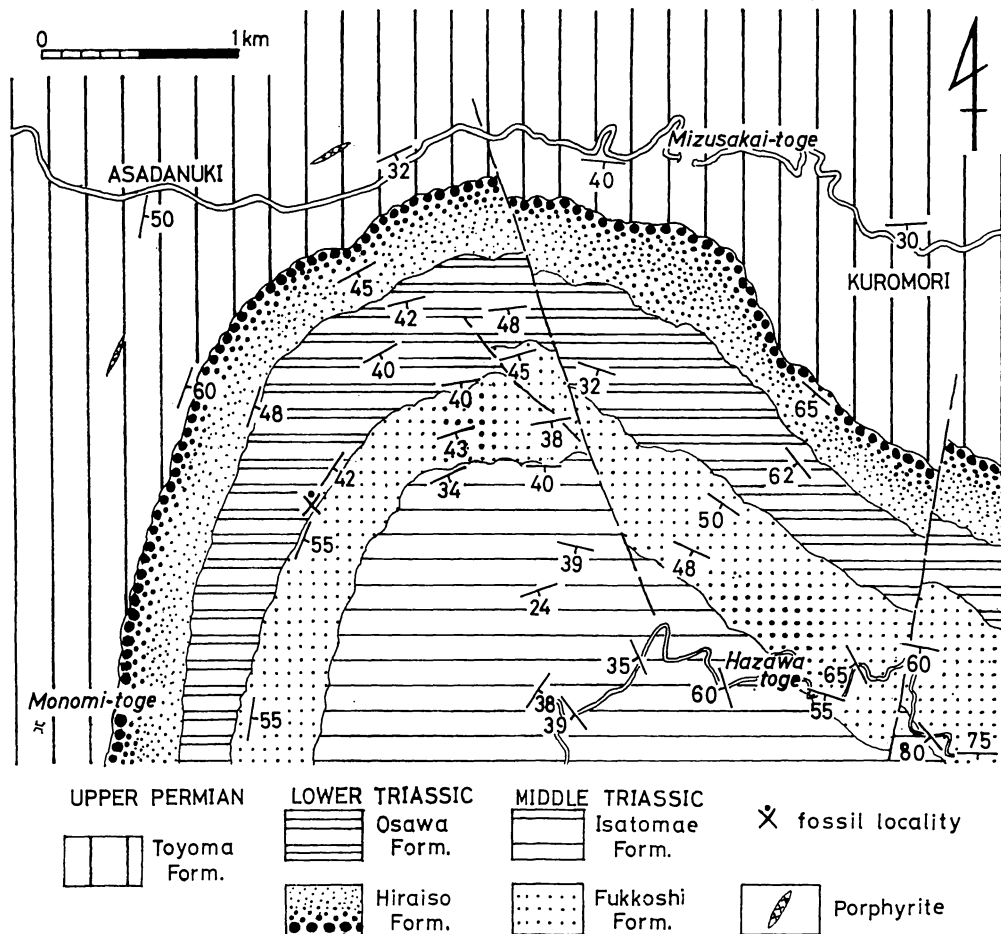 0 1km
4
Mizusakai-toge
ASADANUKI
32
40
50
30
KUROMORI
45
42
48
40
45
32
60
40
65
48
43
38
42
34
40
62
50
55
39
48
24
35
Hazawa
toge
65
60
60
55
Monomi-toge
38
39
55
80
75
UPPER PERMIAN
Toyoma
Form.
LOWER TRIASSIC
Osawa
Form.
Hiraiso
Form.
MIDDLE TRIASSIC
Isatomae
Form.
Fukkoshi
Form.
fossil locality
Porphyrite